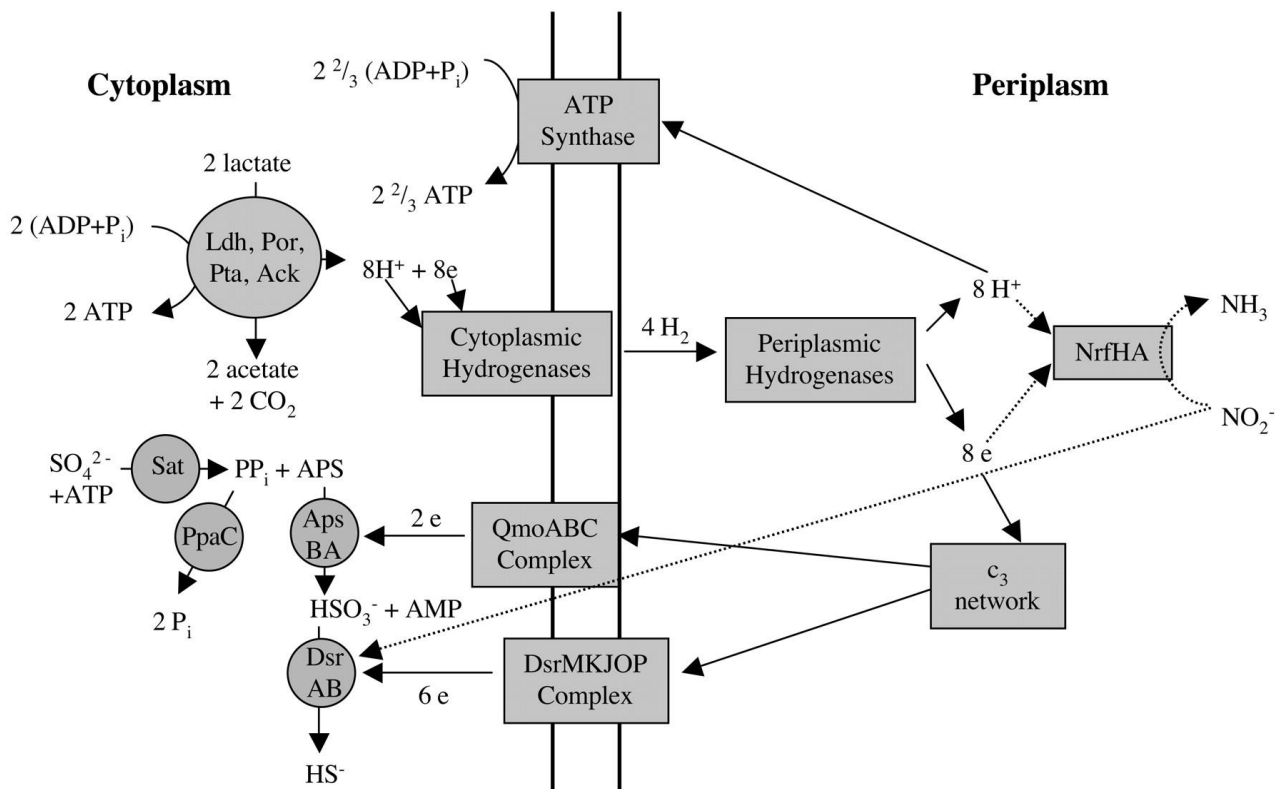 Cytoplasm
Periplasm
2 ²/₃ (ADP+Pᵢ)
ATP
Synthase
2 ²/₃ ATP
2 lactate
2 (ADP+Pᵢ)
Ldh, Por,
Pta, Ack
2 ATP
2 acetate
+ 2 CO₂
8H⁺ + 8e
Cytoplasmic
Hydrogenases
4 H₂
Periplasmic
Hydrogenases
8 H⁺
8 e
NrfHA
NH₃
NO₂⁻
SO₄²⁻
+ATP
Sat
PPᵢ + APS
PpaC
2 Pᵢ
Aps
BA
2 e
QmoABC
Complex
c₃
network
HSO₃⁻ + AMP
Dsr
AB
6 e
DsrMKJOP
Complex
HS⁻